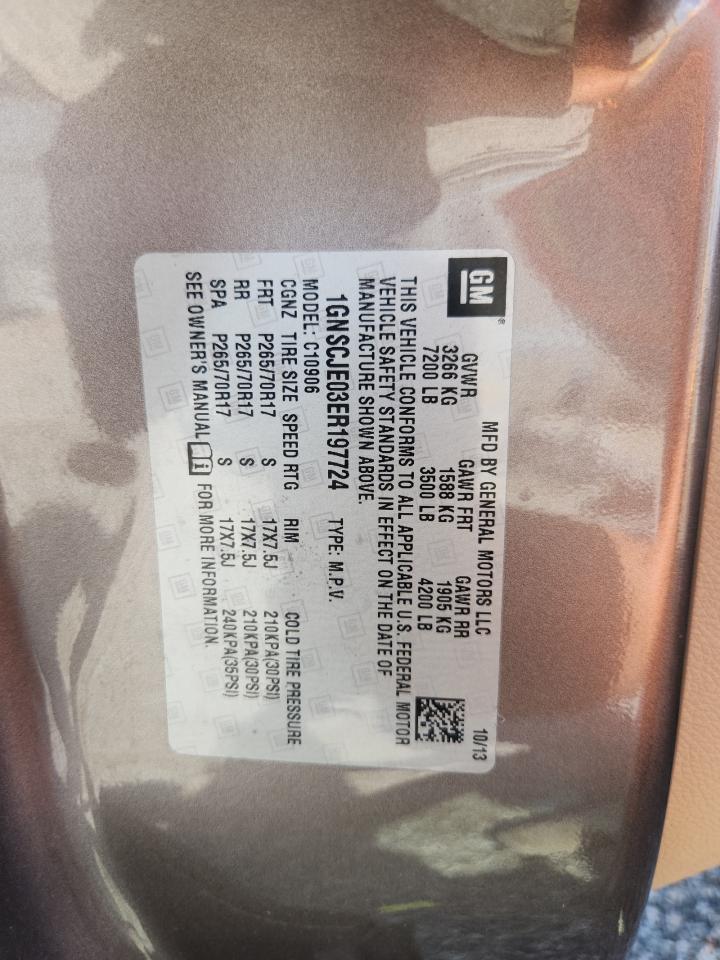 GM®
MFD BY GENERAL MOTORS LLC 10/13
GVWR GAWR FRT GAWR RR
3266 KG 1588 KG 1905 KG
7200 LB 3500 LB 4200 LB
THIS VEHICLE CONFORMS TO ALL APPLICABLE U.S. FEDERAL MOTOR
VEHICLE SAFETY STANDARDS IN EFFECT ON THE DATE OF
MANUFACTURE SHOWN ABOVE.
1GNSCJE03ER197724 TYPE: M.P.V.
MODEL: C10906
CGNZ TIRE SIZE SPEED RTG RIM COLD TIRE PRESSURE
FRT P265/70R17 S 17X7.5J 210KPA(30PSI)
RR P265/70R17 S 17X7.5J 210KPA(30PSI)
SPA P265/70R17 S 17X7.5J 240KPA(35PSI)
SEE OWNER'S MANUAL i FOR MORE INFORMATION.